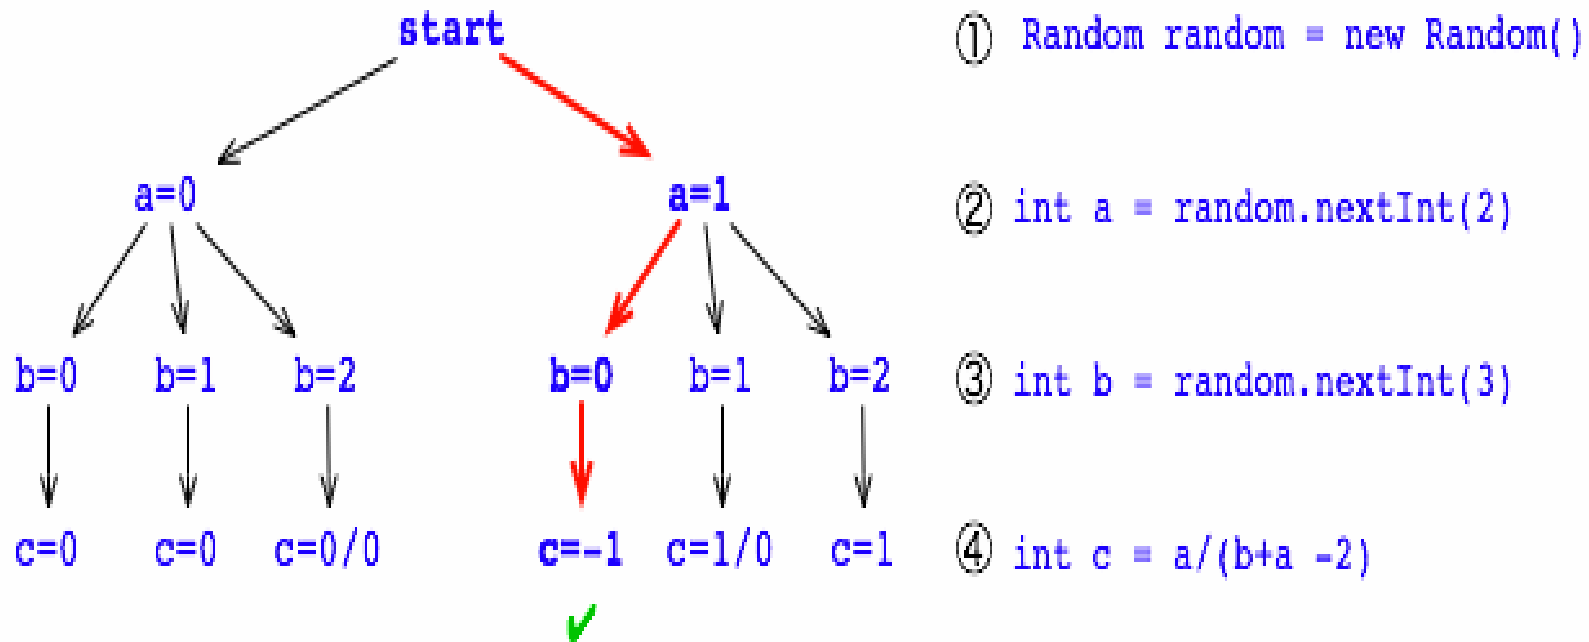 start ① Random random = new Random()
a=0 a=1 ② int a = random.nextInt(2)
b=0 b=1 b=2 b=0 b=1 b=2 ③ int b = random.nextInt(3)
c=0 c=0 c=0/0 c=-1 c=1/0 c=1 ④ int c = a/(b+a -2)